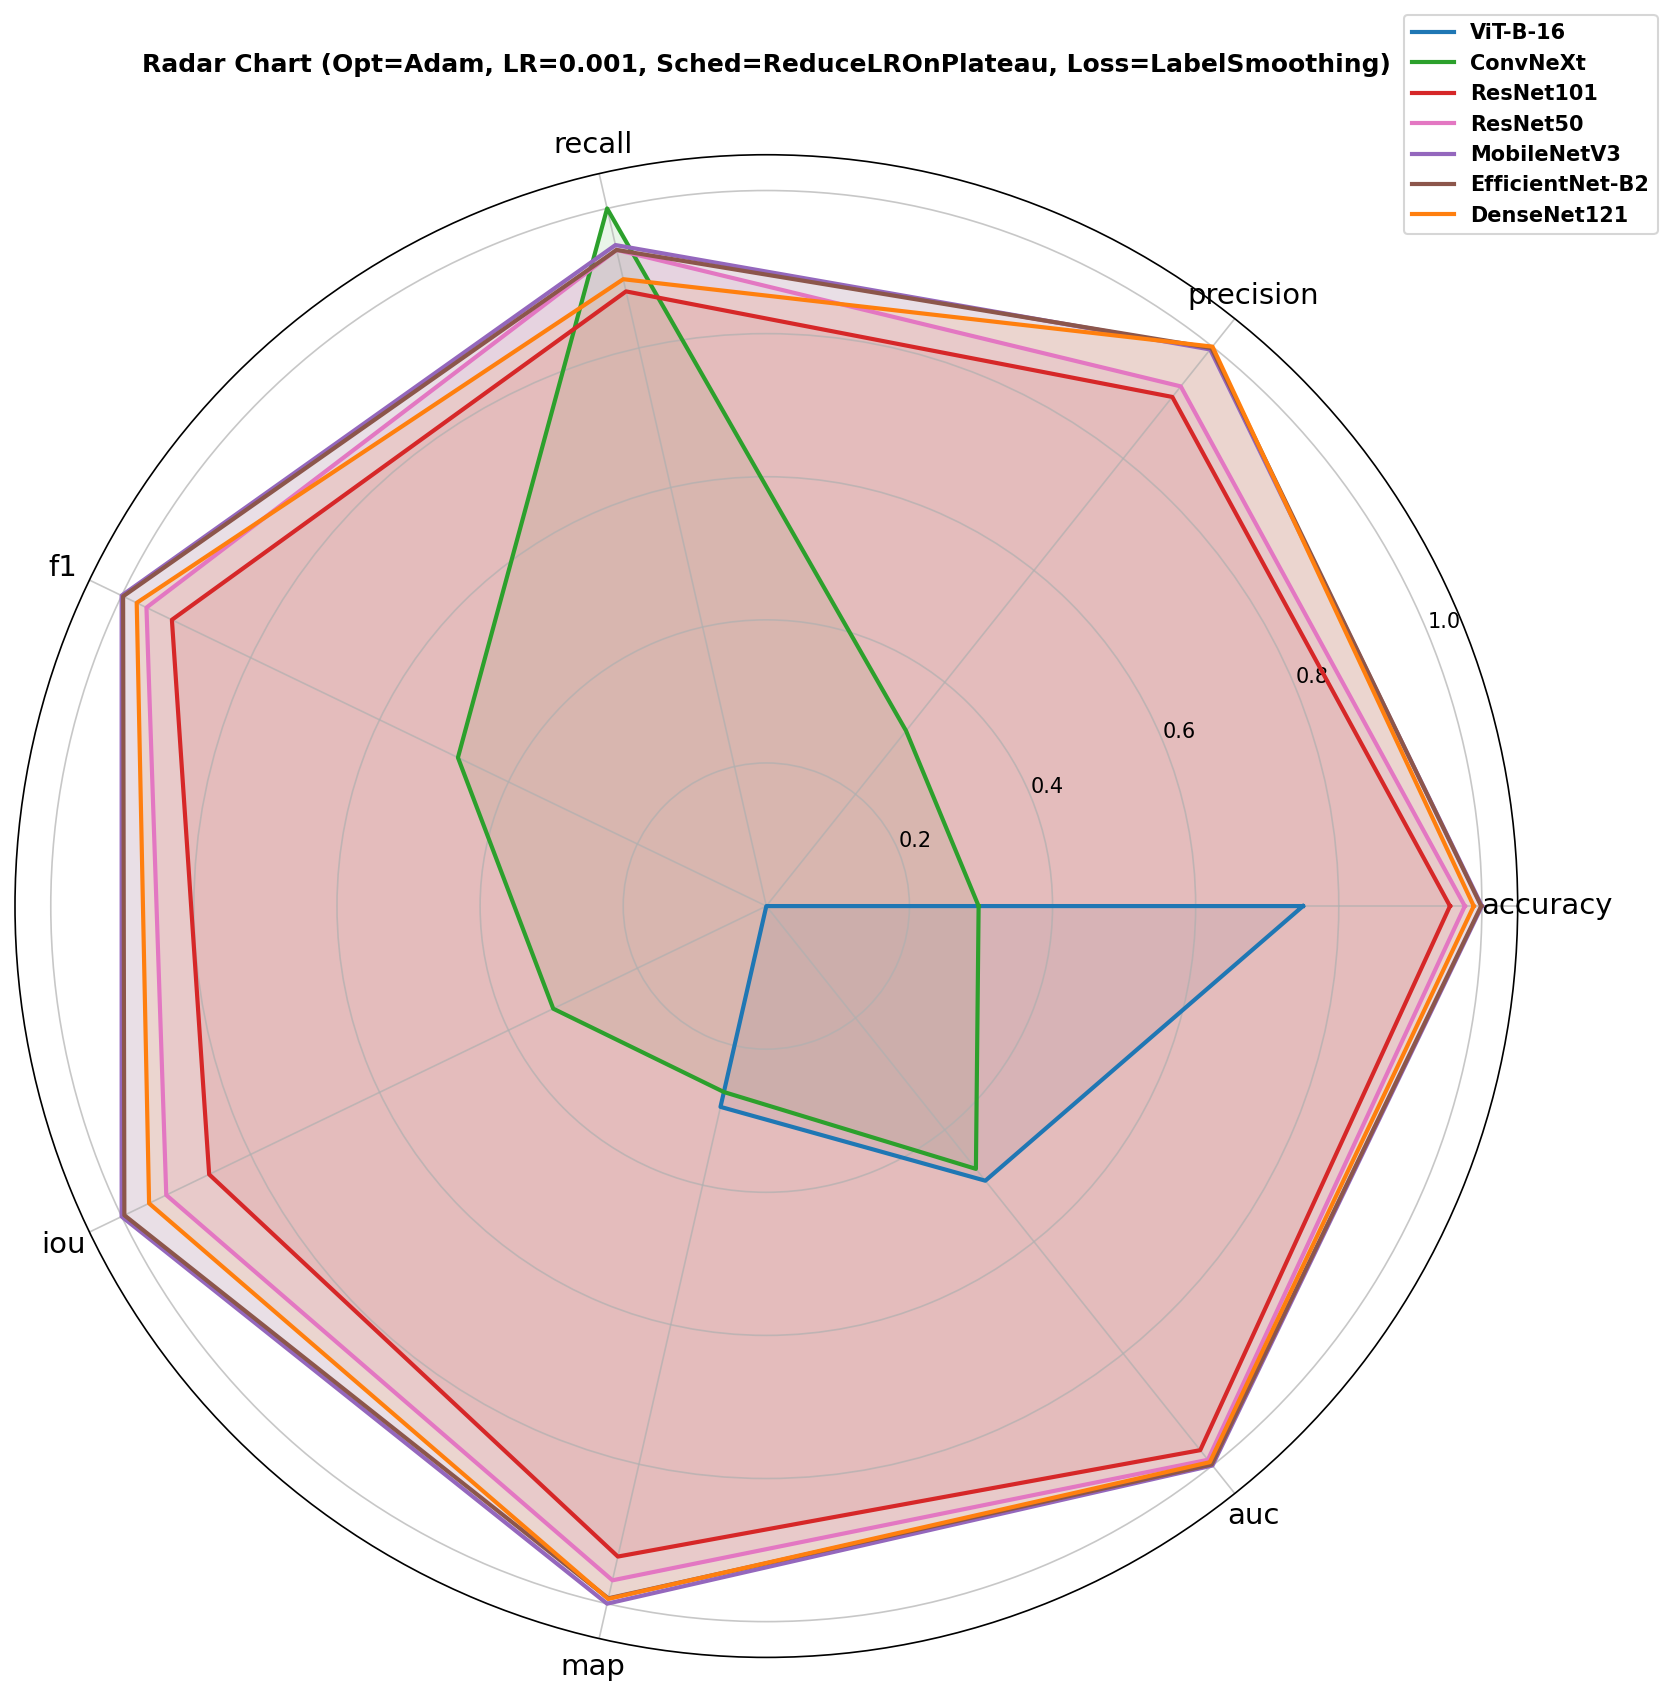 Radar Chart (Opt=Adam, LR=0.001, Sched=ReduceLROnPlateau, Loss=LabelSmoothing)
ViT-B-16
ConvNeXt
ResNet101
ResNet50
MobileNetV3
EfficientNet-B2
DenseNet121
recall
precision
f1
1.0
0.8
0.6
0.4
0.2
accuracy
iou
auc
map